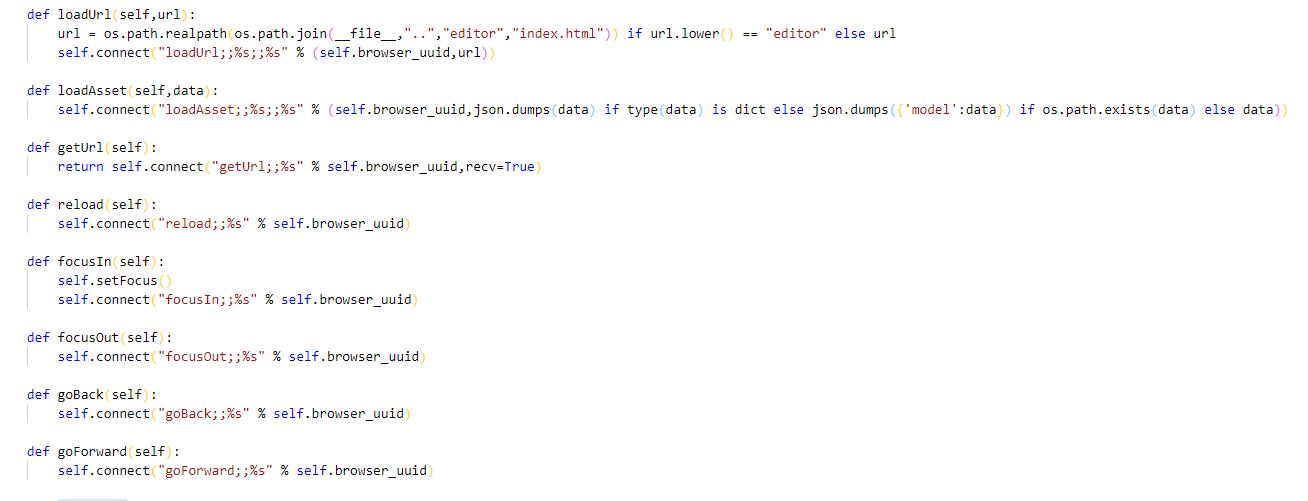 def loadUrl(self,url):
    url = os.path.realpath(os.path.join(__file__,"..","editor","index.html")) if url.lower() == "editor" else url
    self.connect("loadUrl;;%s;;%s" % (self.browser_uuid,url))

def loadAsset(self,data):
    self.connect("loadAsset;;%s;;%s" % (self.browser_uuid,json.dumps(data) if type(data) is dict else json.dumps({'model':data}) if os.path.exists(data) else data))

def getUrl(self):
    return self.connect("getUrl;;%s" % self.browser_uuid,recv=True)

def reload(self):
    self.connect("reload;;%s" % self.browser_uuid)

def focusIn(self):
    self.setFocus()
    self.connect("focusIn;;%s" % self.browser_uuid)

def focusOut(self):
    self.connect("focusOut;;%s" % self.browser_uuid)

def goBack(self):
    self.connect("goBack;;%s" % self.browser_uuid)

def goForward(self):
    self.connect("goForward;;%s" % self.browser_uuid)